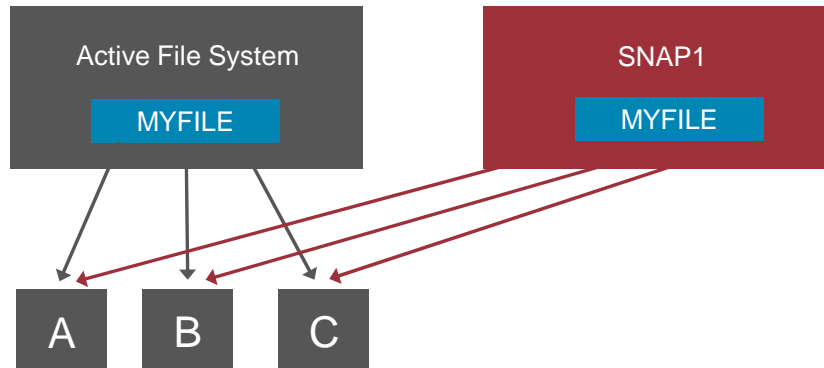 Active File System
MYFILE
SNAP1
MYFILE
A
B
C